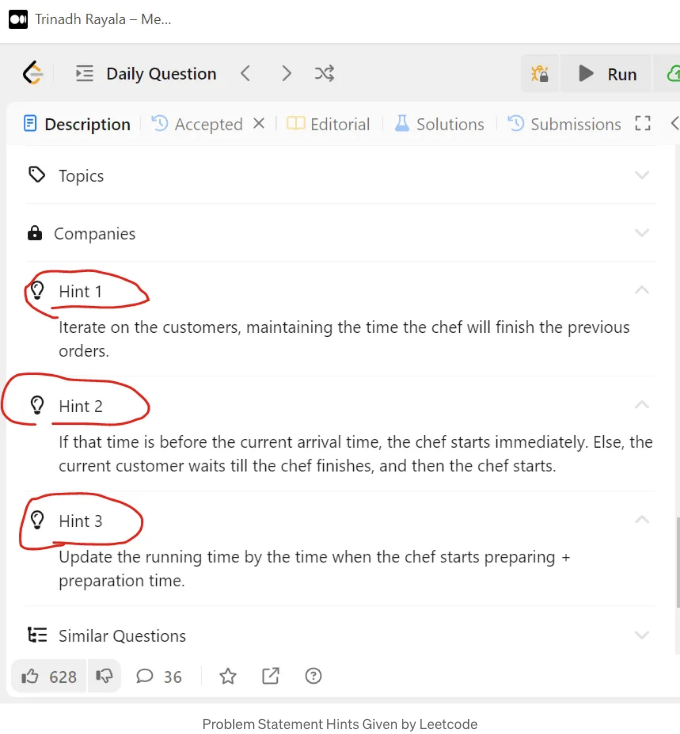 Trinadh Rayala – Me...
Daily Question
Run
Description
Accepted
Editorial
Solutions
Submissions
Topics
Companies
Hint 1
Iterate on the customers, maintaining the time the chef will finish the previous
orders.
Hint 2
If that time is before the current arrival time, the chef starts immediately. Else, the
current customer waits till the chef finishes, and then the chef starts.
Hint 3
Update the running time by the time when the chef starts preparing +
preparation time.
Similar Questions
628
36
Problem Statement Hints Given by Leetcode